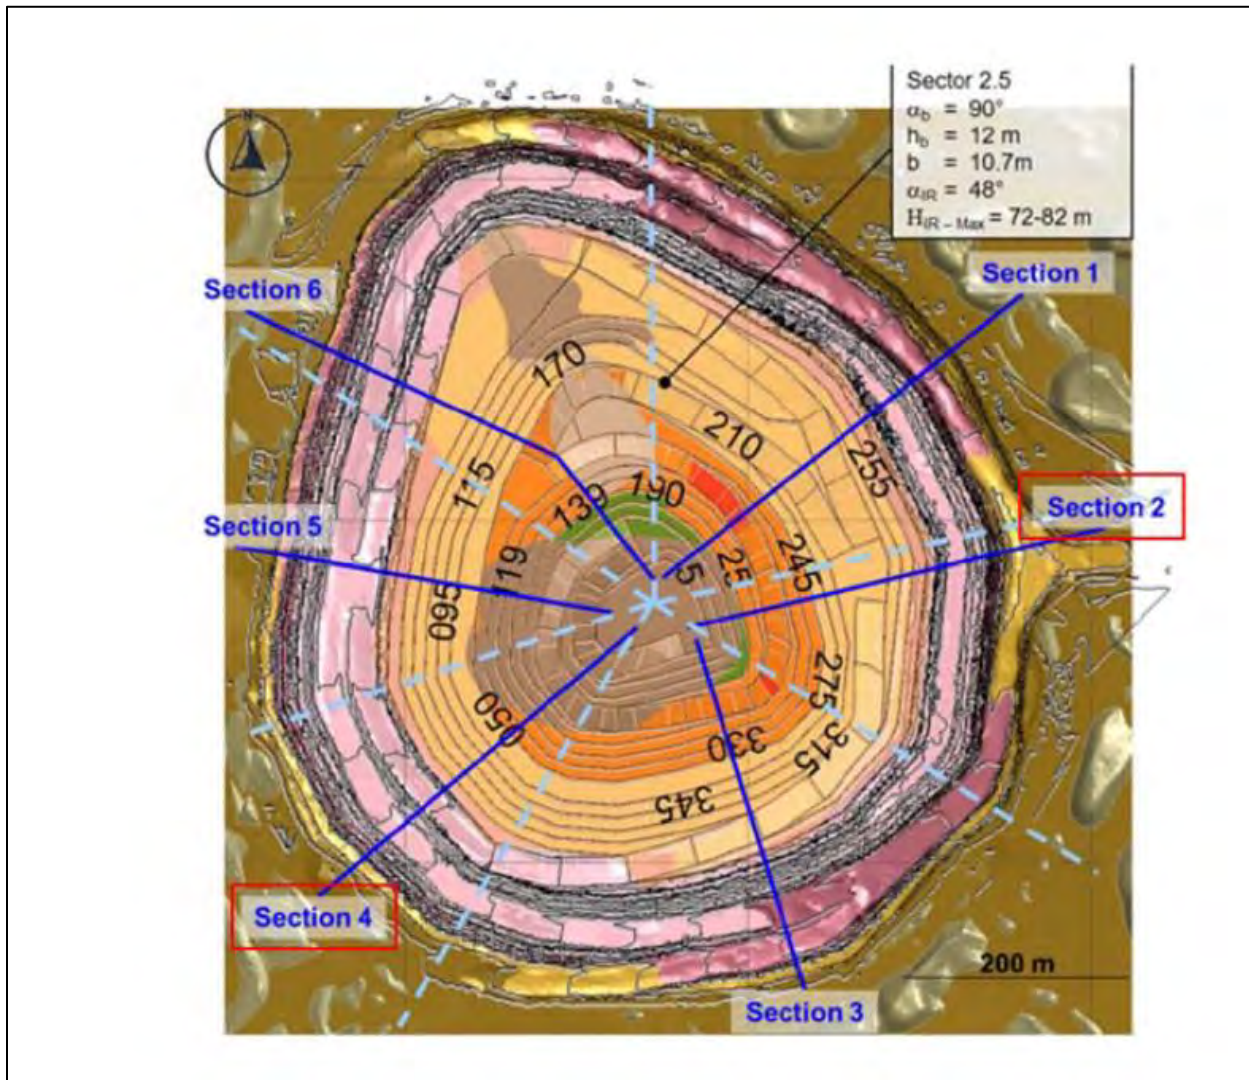 Sector 2.5
αb = 90°
hb = 12 m
b = 10.7m
αIR = 48°
HIR – Max = 72-82 m
N
Section 1
Section 6
170
210
255
115
Section 2
190
139
Section 5
245
25
5
119
095
275
050
315
330
345
Section 4
200 m
Section 3